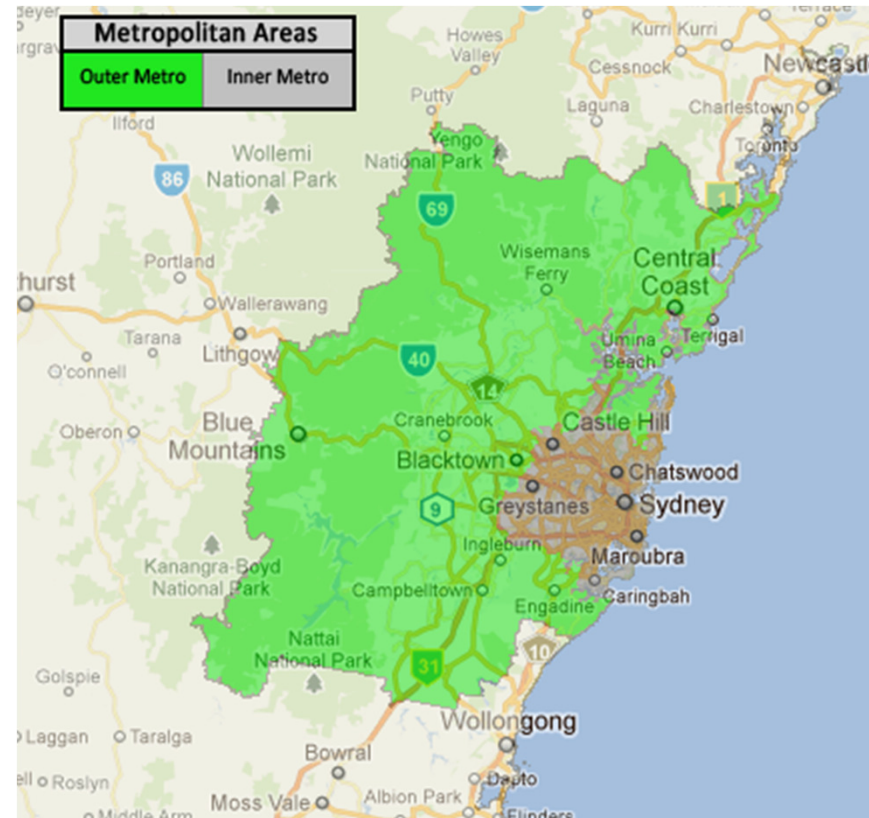 Metropolitan Areas
Outer Metro
Inner Metro
Howes
Valley
Kurri Kurri
Cessnock
Newcastl
Putty
Laguna
Charlestown
Ilford
Toronto
Wollemi
National Park
Yengo
National Park
86
1
69
Wisemans
Ferry
Central
Coast
Portland
thurst
Wallerawang
Tarana
Lithgow
Umina
Beach
Terrigal
O'connell
40
14
Blue
Mountains
Cranebrook
Castle Hill
Oberon
Blacktown
Chatswood
9
Greystanes
Sydney
Ingleburn
Maroubra
Kanangra-Boyd
National Park
Campbelltown
Engadine
Caringbah
Nattai
National Park
10
31
Golspie
Wollongong
Laggan
Taralga
Bowral
Roslyn
Dapto
Moss Vale
Albion Park
Middle Arm
Flinders